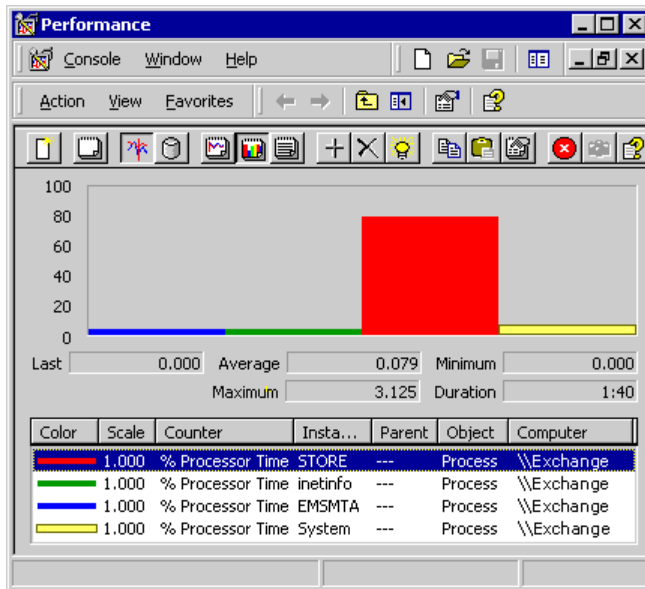 Performance
Console Window Help
Action View Favorites
100
80
60
40
20
0
Last 0.000 Average 0.079 Minimum 0.000
Maximum 3.125 Duration 1:40
Color Scale Counter Insta... Parent Object Computer
1.000 % Processor Time STORE --- Process \\Exchange
1.000 % Processor Time inetinfo --- Process \\Exchange
1.000 % Processor Time EMSMTA --- Process \\Exchange
1.000 % Processor Time System --- Process \\Exchange